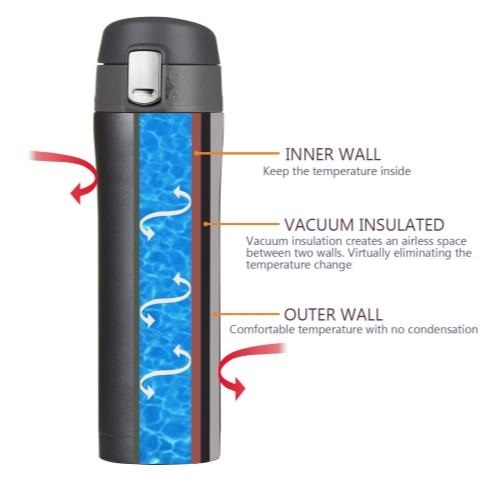 INNER WALL
Keep the temperature inside
VACUUM INSULATED
Vacuum insulation creates an airless space
between two walls. Virtually eliminating the
temperature change
OUTER WALL
Comfortable temperature with no condensation